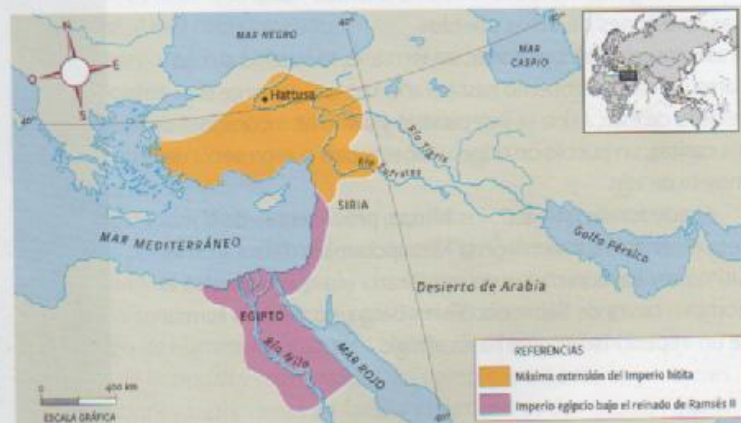 MAR NEGRO
MAR
CASPIO
40°
40°
40°
N
O
E
S
Hattusa
Río Tigris
Río Eufrates
SIRIA
MAR MEDITERRÁNEO
Golfo Pérsico
Desierto de Arabia
EGIPTO
Río Nilo
MAR ROJO
REFERENCIAS
Máxima extensión del Imperio hitita
Imperio egipcio bajo el reinado de Ramsés II
0
400 km
ESCALA GRÁFICA